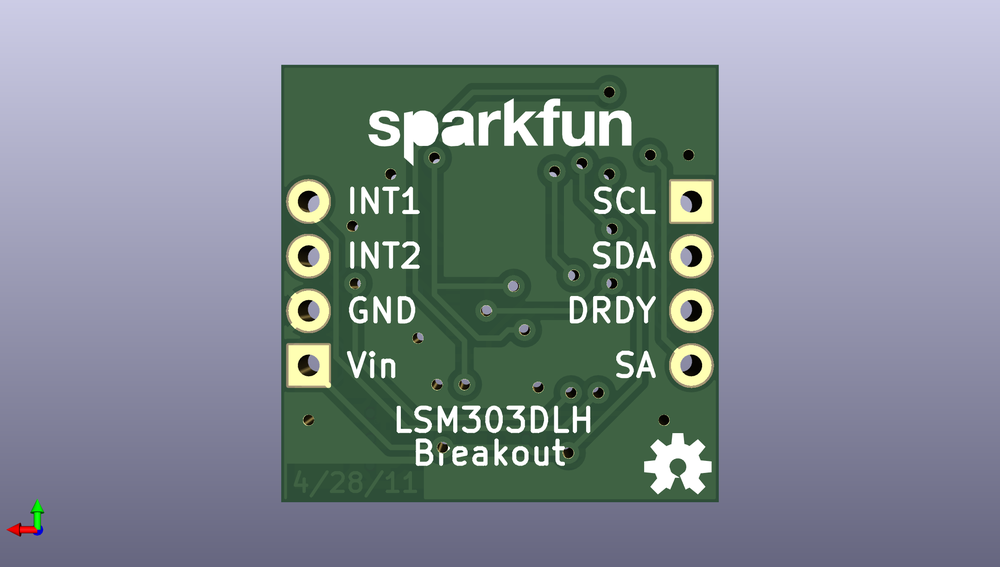 sparkfun
INT1 SCL
INT2 SDA
GND DRDY
Vin SA
LSM303DLH
Breakout
4/28/11